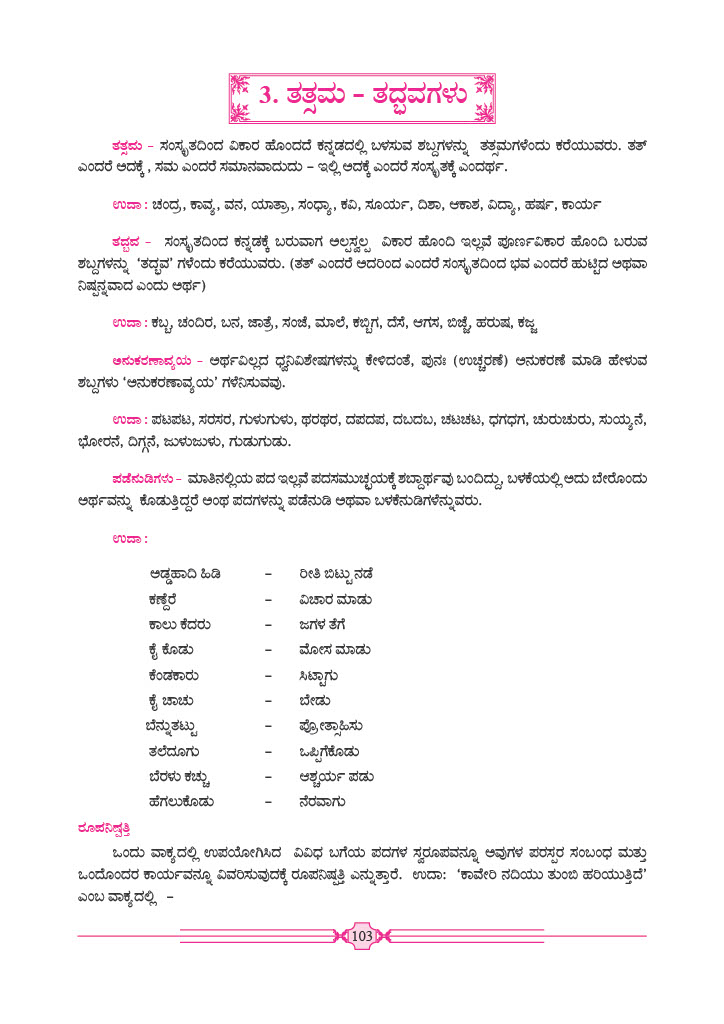 3. ತತ್ಸಮ – ತದ್ಭವಗಳು
ತತ್ಸಮ – ಸಂಸ್ಕೃತದಿಂದ ವಿಕಾರ ಹೊಂದದೆ ಕನ್ನಡದಲ್ಲಿ ಬಳಸುವ ಶಬ್ದಗಳನ್ನು ತತ್ಸಮಗಳೆಂದು ಕರೆಯುವರು. ತತ್
ಎಂದರೆ ಅದಕ್ಕೆ , ಸಮ ಎಂದರೆ ಸಮಾನವಾದುದು – ಇಲ್ಲಿ ಅದಕ್ಕೆ ಎಂದರೆ ಸಂಸ್ಕೃತಕ್ಕೆ ಎಂದರ್ಥ.
ಉದಾ : ಚಂದ್ರ, ಕಾವ್ಯ, ವನ, ಯಾತ್ರಾ, ಸಂಧ್ಯಾ, ಕವಿ, ಸೂರ್ಯ, ದಿಶಾ, ಆಕಾಶ, ವಿದ್ಯಾ, ಹರ್ಷ, ಕಾರ್ಯ
ತದ್ಭವ – ಸಂಸ್ಕೃತದಿಂದ ಕನ್ನಡಕ್ಕೆ ಬರುವಾಗ ಅಲ್ಪಸ್ವಲ್ಪ ವಿಕಾರ ಹೊಂದಿ ಇಲ್ಲವೆ ಪೂರ್ಣವಿಕಾರ ಹೊಂದಿ ಬರುವ
ಶಬ್ದಗಳನ್ನು ‘ತದ್ಭವ’ ಗಳೆಂದು ಕರೆಯುವರು. (ತತ್ ಎಂದರೆ ಅದರಿಂದ ಎಂದರೆ ಸಂಸ್ಕೃತದಿಂದ ಭವ ಎಂದರೆ ಹುಟ್ಟಿದ ಅಥವಾ
ನಿಷ್ಪನ್ನವಾದ ಎಂದು ಅರ್ಥ)
ಉದಾ : ಕಬ್ಬ, ಚಂದಿರ, ಬನ, ಜಾತ್ರೆ, ಸಂಜೆ, ಮಾಲೆ, ಕಬ್ಬಿಗ, ದೆಸೆ, ಆಗಸ, ಬಿಜ್ಜೆ, ಹರುಷ, ಕಜ್ಜ
ಅನುಕರಣಾವ್ಯಯ – ಅರ್ಥವಿಲ್ಲದ ಧ್ವನಿವಿಶೇಷಗಳನ್ನು ಕೇಳಿದಂತೆ, ಪುನಃ (ಉಚ್ಚರಣೆ) ಅನುಕರಣೆ ಮಾಡಿ ಹೇಳುವ
ಶಬ್ದಗಳು ‘ಅನುಕರಣಾವ್ಯಯ’ ಗಳೆನಿಸುವವು.
ಉದಾ : ಪಟಪಟ, ಸರಸರ, ಗುಳುಗುಳು, ಥರಥರ, ದಪದಪ, ದಬದಬ, ಚಟಚಟ, ಧಗಧಗ, ಚುರುಚುರು, ಸುಯ್ಯನೆ,
ಭೋರನೆ, ದಿಗ್ಗನೆ, ಜುಳುಜುಳು, ಗುಡುಗುಡು.
ಪಡೆನುಡಿಗಳು – ಮಾತಿನಲ್ಲಿಯ ಪದ ಇಲ್ಲವೆ ಪದಸಮುಚ್ಛಯಕ್ಕೆ ಶಬ್ದಾರ್ಥವು ಬಂದಿದ್ದು, ಬಳಕೆಯಲ್ಲಿ ಅದು ಬೇರೊಂದು
ಅರ್ಥವನ್ನು ಕೊಡುತ್ತಿದ್ದರೆ ಅಂಥ ಪದಗಳನ್ನು ಪಡೆನುಡಿ ಅಥವಾ ಬಳಕೆನುಡಿಗಳೆನ್ನುವರು.
ಉದಾ :
ಅಡ್ಡಹಾದಿ ಹಿಡಿ – ರೀತಿ ಬಿಟ್ಟು ನಡೆ
ಕಣ್ದೆರೆ – ವಿಚಾರ ಮಾಡು
ಕಾಲು ಕೆದರು – ಜಗಳ ತೆಗೆ
ಕೈ ಕೊಡು – ಮೋಸ ಮಾಡು
ಕೆಂಡಕಾರು – ಸಿಟ್ಟಾಗು
ಕೈ ಚಾಚು – ಬೇಡು
ಬೆನ್ನುತಟ್ಟು – ಪ್ರೋತ್ಸಾಹಿಸು
ತಲೆದೂಗು – ಒಪ್ಪಿಗೆಕೊಡು
ಬೆರಳು ಕಚ್ಚು – ಆಶ್ಚರ್ಯ ಪಡು
ಹೆಗಲುಕೊಡು – ನೆರವಾಗು
ರೂಪನಿಷ್ಪತ್ತಿ
ಒಂದು ವಾಕ್ಯದಲ್ಲಿ ಉಪಯೋಗಿಸಿದ ವಿವಿಧ ಬಗೆಯ ಪದಗಳ ಸ್ವರೂಪವನ್ನೂ ಅವುಗಳ ಪರಸ್ಪರ ಸಂಬಂಧ ಮತ್ತು
ಒಂದೊಂದರ ಕಾರ್ಯವನ್ನೂ ವಿವರಿಸುವುದಕ್ಕೆ ರೂಪನಿಷ್ಪತ್ತಿ ಎನ್ನುತ್ತಾರೆ. ಉದಾ: ‘ಕಾವೇರಿ ನದಿಯು ತುಂಬಿ ಹರಿಯುತ್ತಿದೆ’
ಎಂಬ ವಾಕ್ಯದಲ್ಲಿ –
103